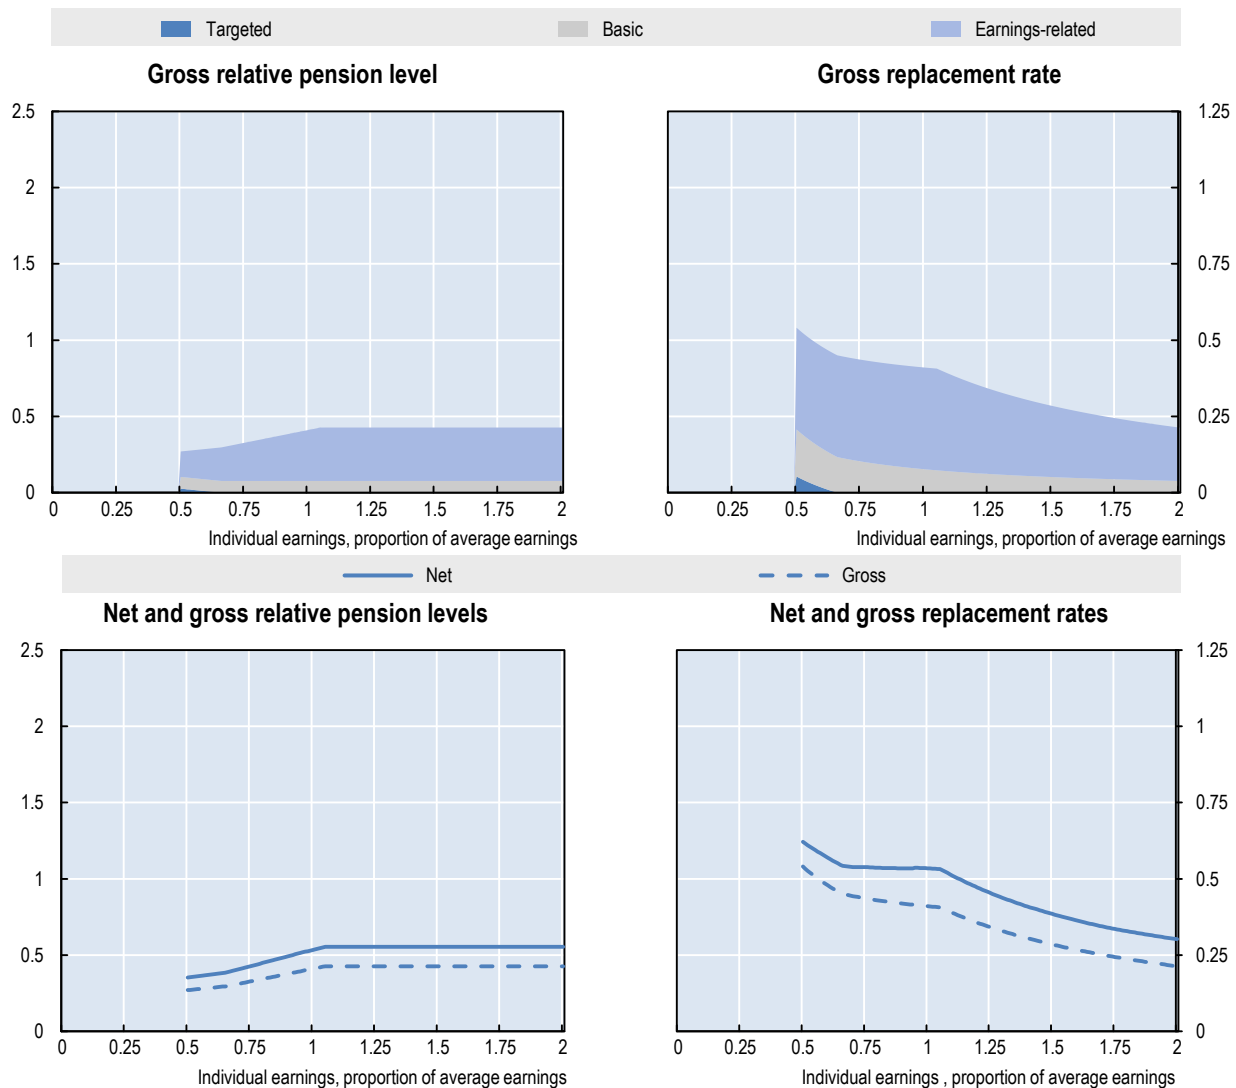 Targeted Basic Earnings-related
Gross relative pension level
2.5
2
1.5
1
0.5
0
0 0.25 0.5 0.75 1 1.25 1.5 1.75 2
Individual earnings, proportion of average earnings
Gross replacement rate
1.25
1
0.75
0.5
0.25
0
0 0.25 0.5 0.75 1 1.25 1.5 1.75 2
Individual earnings, proportion of average earnings
Net Gross
Net and gross relative pension levels
2.5
2
1.5
1
0.5
0
0 0.25 0.5 0.75 1 1.25 1.5 1.75 2
Individual earnings, proportion of average earnings
Net and gross replacement rates
1.25
1
0.75
0.5
0.25
0
0 0.25 0.5 0.75 1 1.25 1.5 1.75 2
Individual earnings , proportion of average earnings